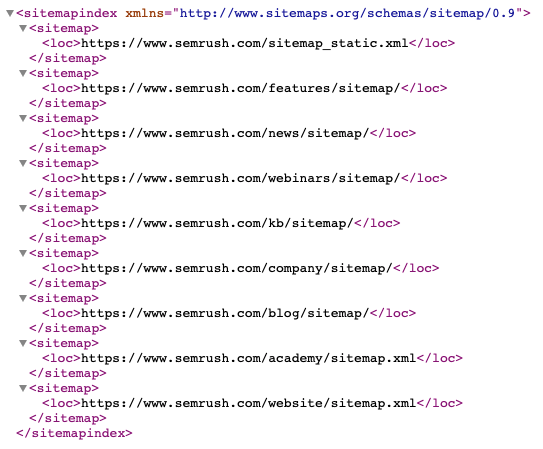 ▼<sitemapindex xmlns="http://www.sitemaps.org/schemas/sitemap/0.9">
▼<sitemap>
<loc>https://www.semrush.com/sitemap_static.xml</loc>
</sitemap>
▼<sitemap>
<loc>https://www.semrush.com/features/sitemap/</loc>
</sitemap>
▼<sitemap>
<loc>https://www.semrush.com/news/sitemap/</loc>
</sitemap>
▼<sitemap>
<loc>https://www.semrush.com/webinars/sitemap/</loc>
</sitemap>
▼<sitemap>
<loc>https://www.semrush.com/kb/sitemap/</loc>
</sitemap>
▼<sitemap>
<loc>https://www.semrush.com/company/sitemap/</loc>
</sitemap>
▼<sitemap>
<loc>https://www.semrush.com/blog/sitemap/</loc>
</sitemap>
▼<sitemap>
<loc>https://www.semrush.com/academy/sitemap.xml</loc>
</sitemap>
▼<sitemap>
<loc>https://www.semrush.com/website/sitemap.xml</loc>
</sitemap>
</sitemapindex>